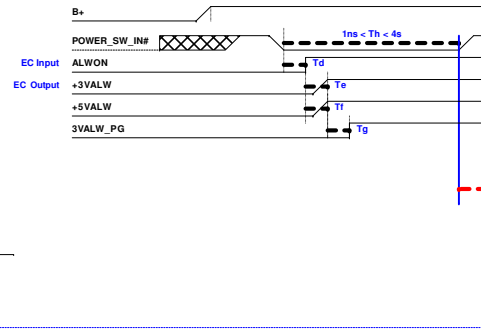 B+
POWER_SW_IN# 1ns < Th < 4s
EC Input ALWON Td
EC Output +3VALW Te
+5VALW Tf
3VALW_PG Tg